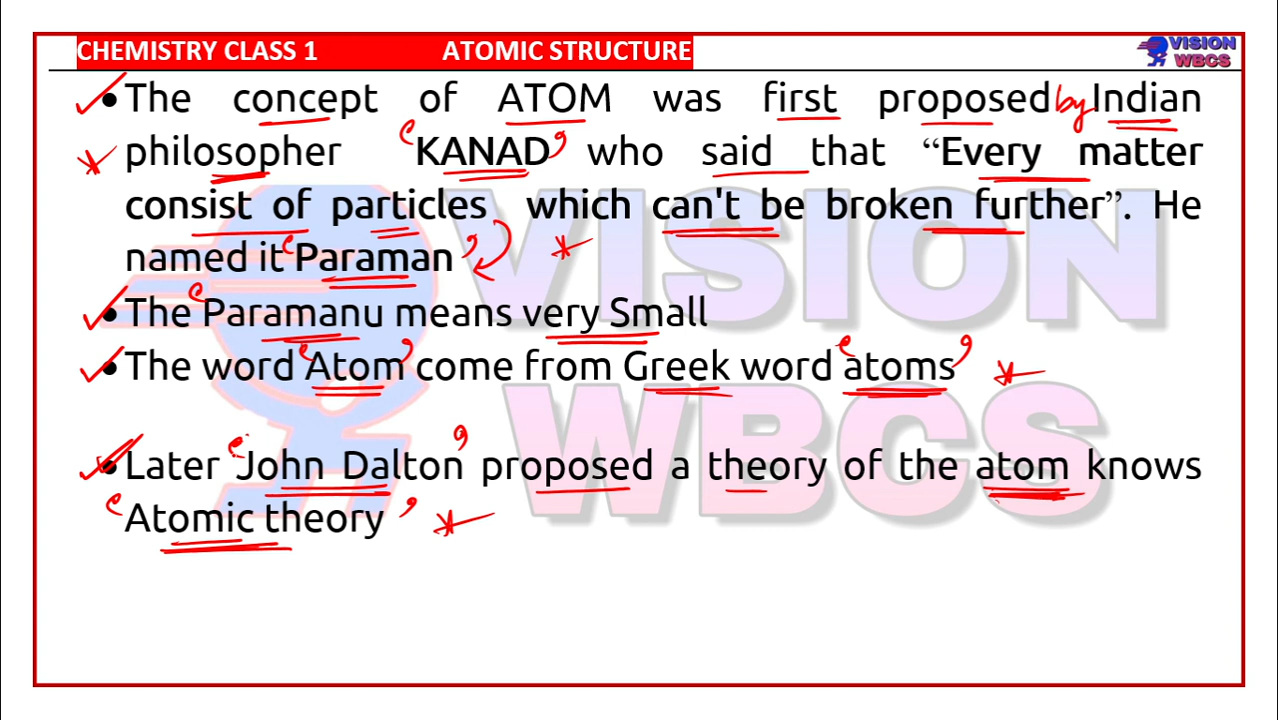 CHEMISTRY CLASS 1 ATOMIC STRUCTURE
VISION
WBCS
•The concept of ATOM was first proposed by Indian
philosopher 'KANAD' who said that “Every matter
consist of particles which can't be broken further”. He
named it 'Paraman'
•The 'Paramanu means very Small
•The word 'Atom' come from Greek word 'atoms'
•Later 'John Dalton' proposed a theory of the atom knows
'Atomic theory'
VISION
WBCS